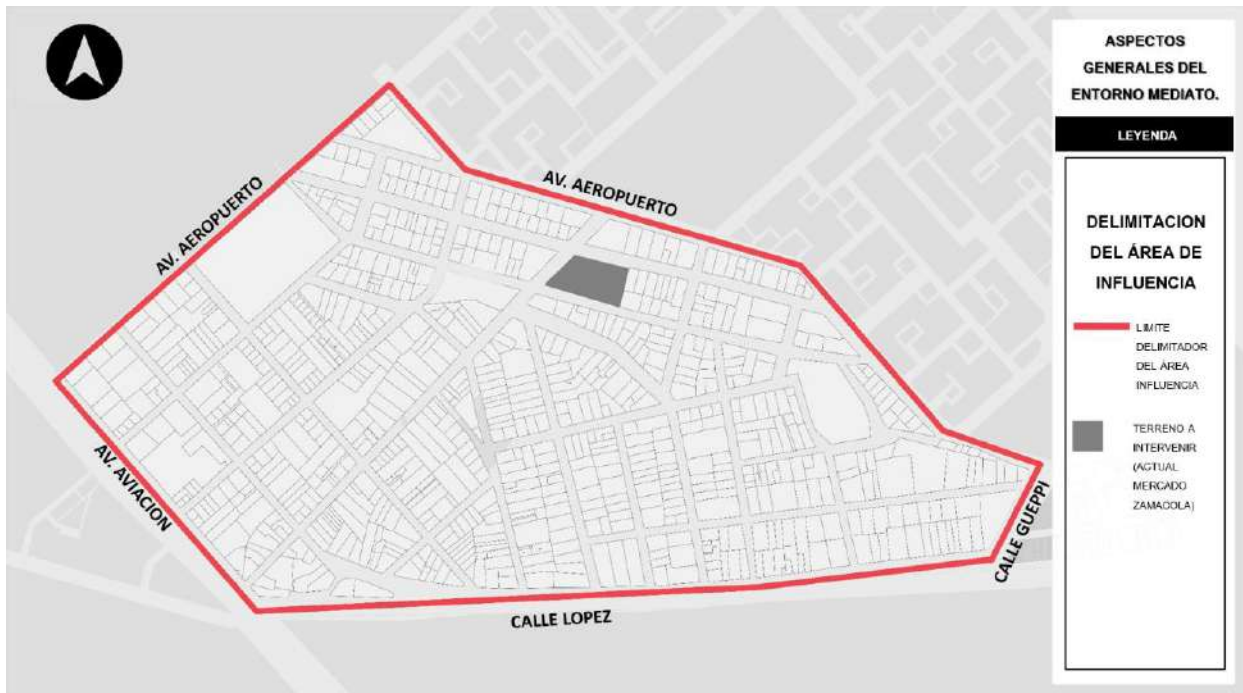 ASPECTOS
GENERALES DEL
ENTORNO MEDIATO.
LEYENDA
DELIMITACION
DEL ÁREA DE
INFLUENCIA
LIMITE
DELIMITADOR
DEL ÁREA
INFLUENCIA
TERRENO A
INTERVENIR
(ACTUAL
MERCADO
ZAMACOLA)
AV. AEROPUERTO
AV. AEROPUERTO
AV. AVIACION
CALLE LOPEZ
CALLE GUEPPI